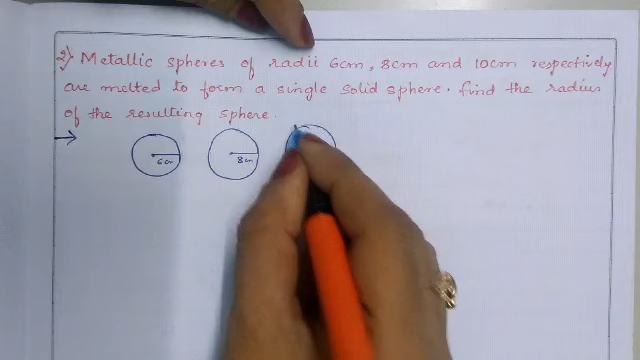 2) Metallic spheres of radii 6cm, 8cm and 10cm respectively
are melted to form a single solid sphere. find the radius
of the resulting sphere.
6cm 8cm